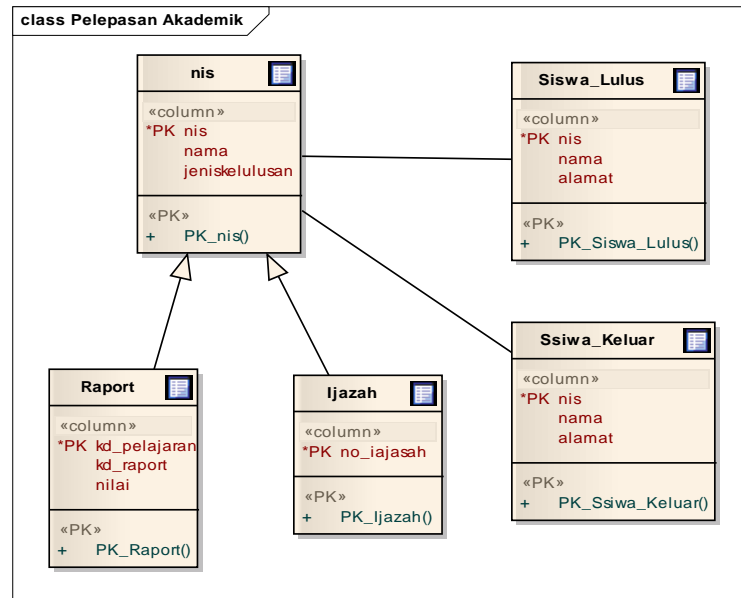 class Pelepasan Akademik
nis
«column»
*PK nis
nama
jeniskelulusan
«PK»
+ PK_nis()
Siswa_Lulus
«column»
*PK nis
nama
alamat
«PK»
+ PK_Siswa_Lulus()
Ssiwa_Keluar
«column»
*PK nis
nama
alamat
«PK»
+ PK_Ssiwa_Keluar()
Raport
«column»
*PK kd_pelajaran
kd_raport
nilai
«PK»
+ PK_Raport()
Ijazah
«column»
*PK no_iajasah
«PK»
+ PK_Ijazah()